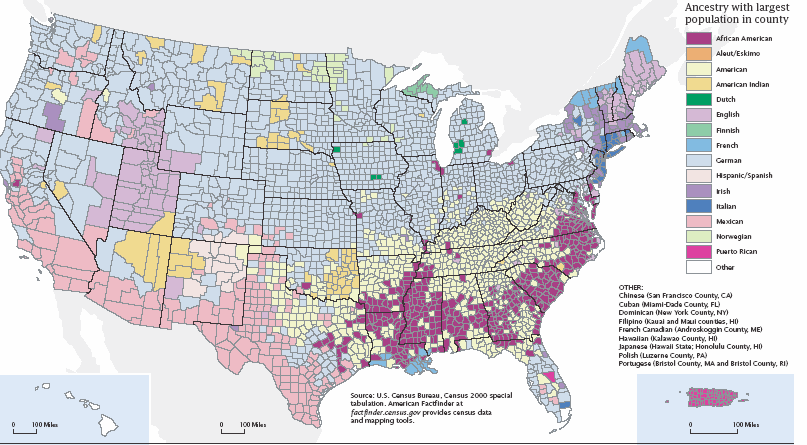 Ancestry with largest
population in county
African American
Aleut/Eskimo
American
American Indian
Dutch
English
Finnish
French
German
Hispanic/Spanish
Irish
Italian
Mexican
Norwegian
Puerto Rican
Other
OTHER:
Chinese (San Francisco County, CA)
Cuban (Miami-Dade County, FL)
Dominican (New York County, NY)
Filipino (Kauai and Maui counties, HI)
French Canadian (Androskoggin County, ME)
Hawaiian (Kalawao County, HI)
Japanese (Hawaii State; Honolulu County, HI)
Polish (Luzerne County, PA)
Portugese (Bristol County, MA and Bristol County, RI)
Source: U.S. Census Bureau, Census 2000 special
tabulation. American Factfinder at
factfinder.census.gov provides census data
and mapping tools.
0 100 Miles
0 100 Miles
0 100 Miles